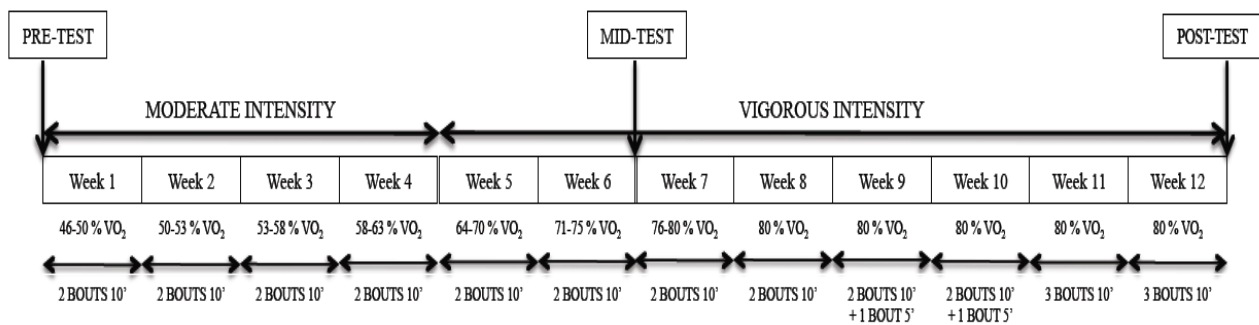 PRE-TEST MID-TEST POST-TEST
MODERATE INTENSITY VIGOROUS INTENSITY
Week 1 Week 2 Week 3 Week 4 Week 5 Week 6 Week 7 Week 8 Week 9 Week 10 Week 11 Week 12
46-50 % VO₂ 50-53 % VO₂ 53-58 % VO₂ 58-63 % VO₂ 64-70 % VO₂ 71-75 % VO₂ 76-80 % VO₂ 80 % VO₂ 80 % VO₂ 80 % VO₂ 80 % VO₂ 80 % VO₂
2 BOUTS 10’ 2 BOUTS 10’ 2 BOUTS 10’ 2 BOUTS 10’ 2 BOUTS 10’ 2 BOUTS 10’ 2 BOUTS 10’ 2 BOUTS 10’ 2 BOUTS 10’ 2 BOUTS 10’ 3 BOUTS 10’ 3 BOUTS 10’
+ 1 BOUT 5’ + 1 BOUT 5’